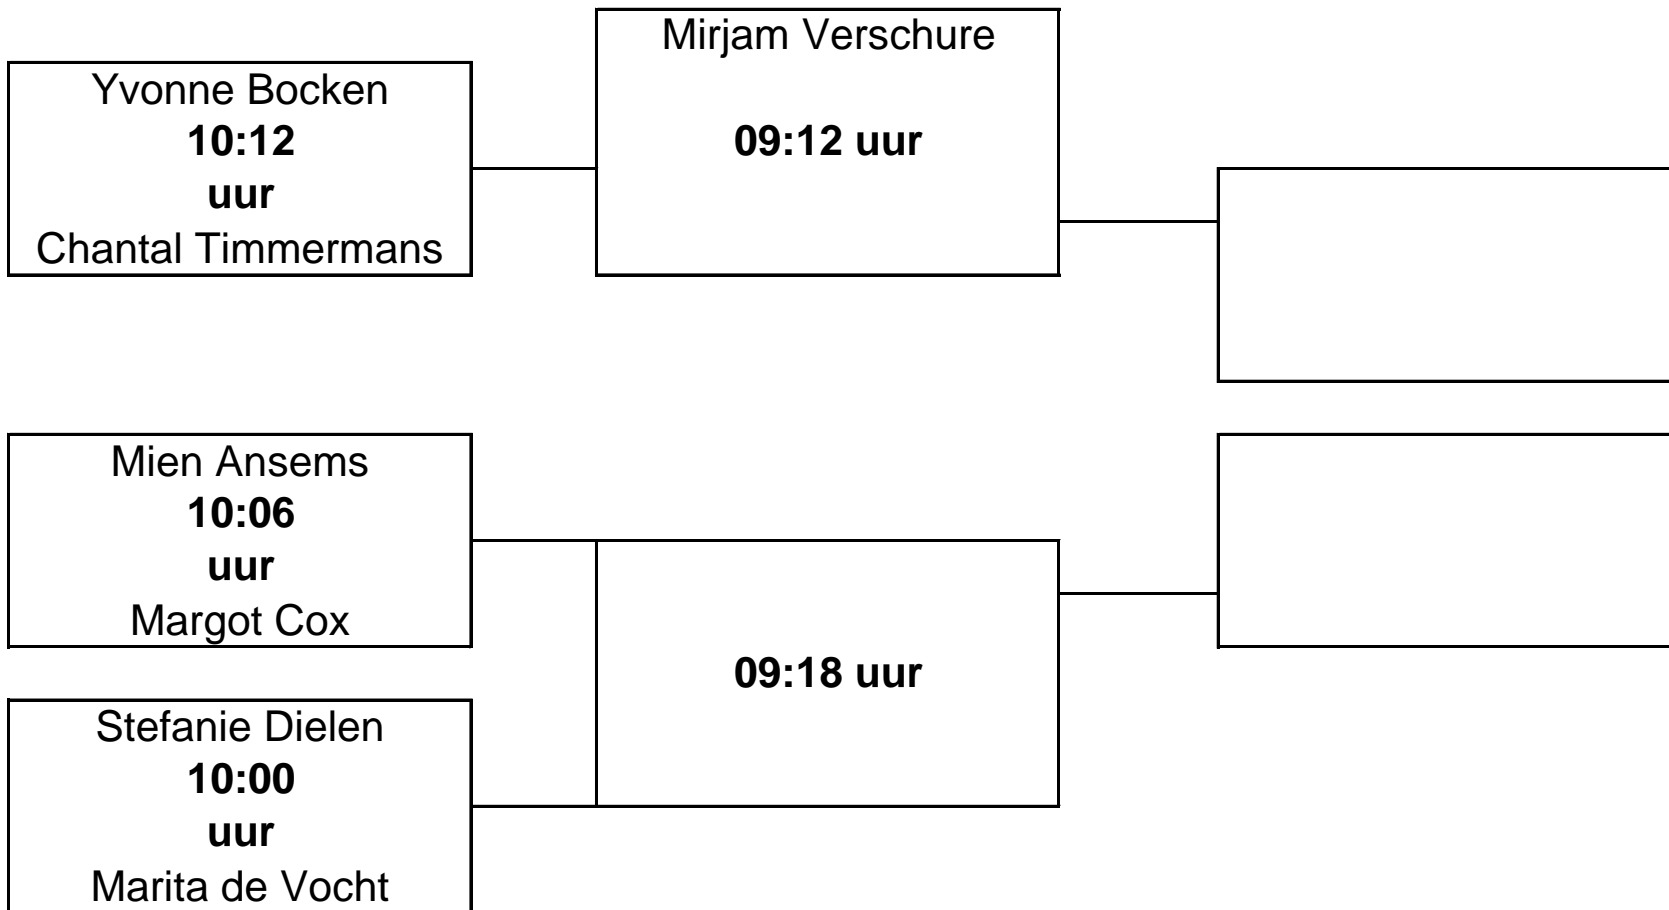 Mirjam Verschure
09:12 uur
Yvonne Bocken
10:12
uur
Chantal Timmermans
Mien Ansems
10:06
uur
Margot Cox
09:18 uur
Stefanie Dielen
10:00
uur
Marita de Vocht